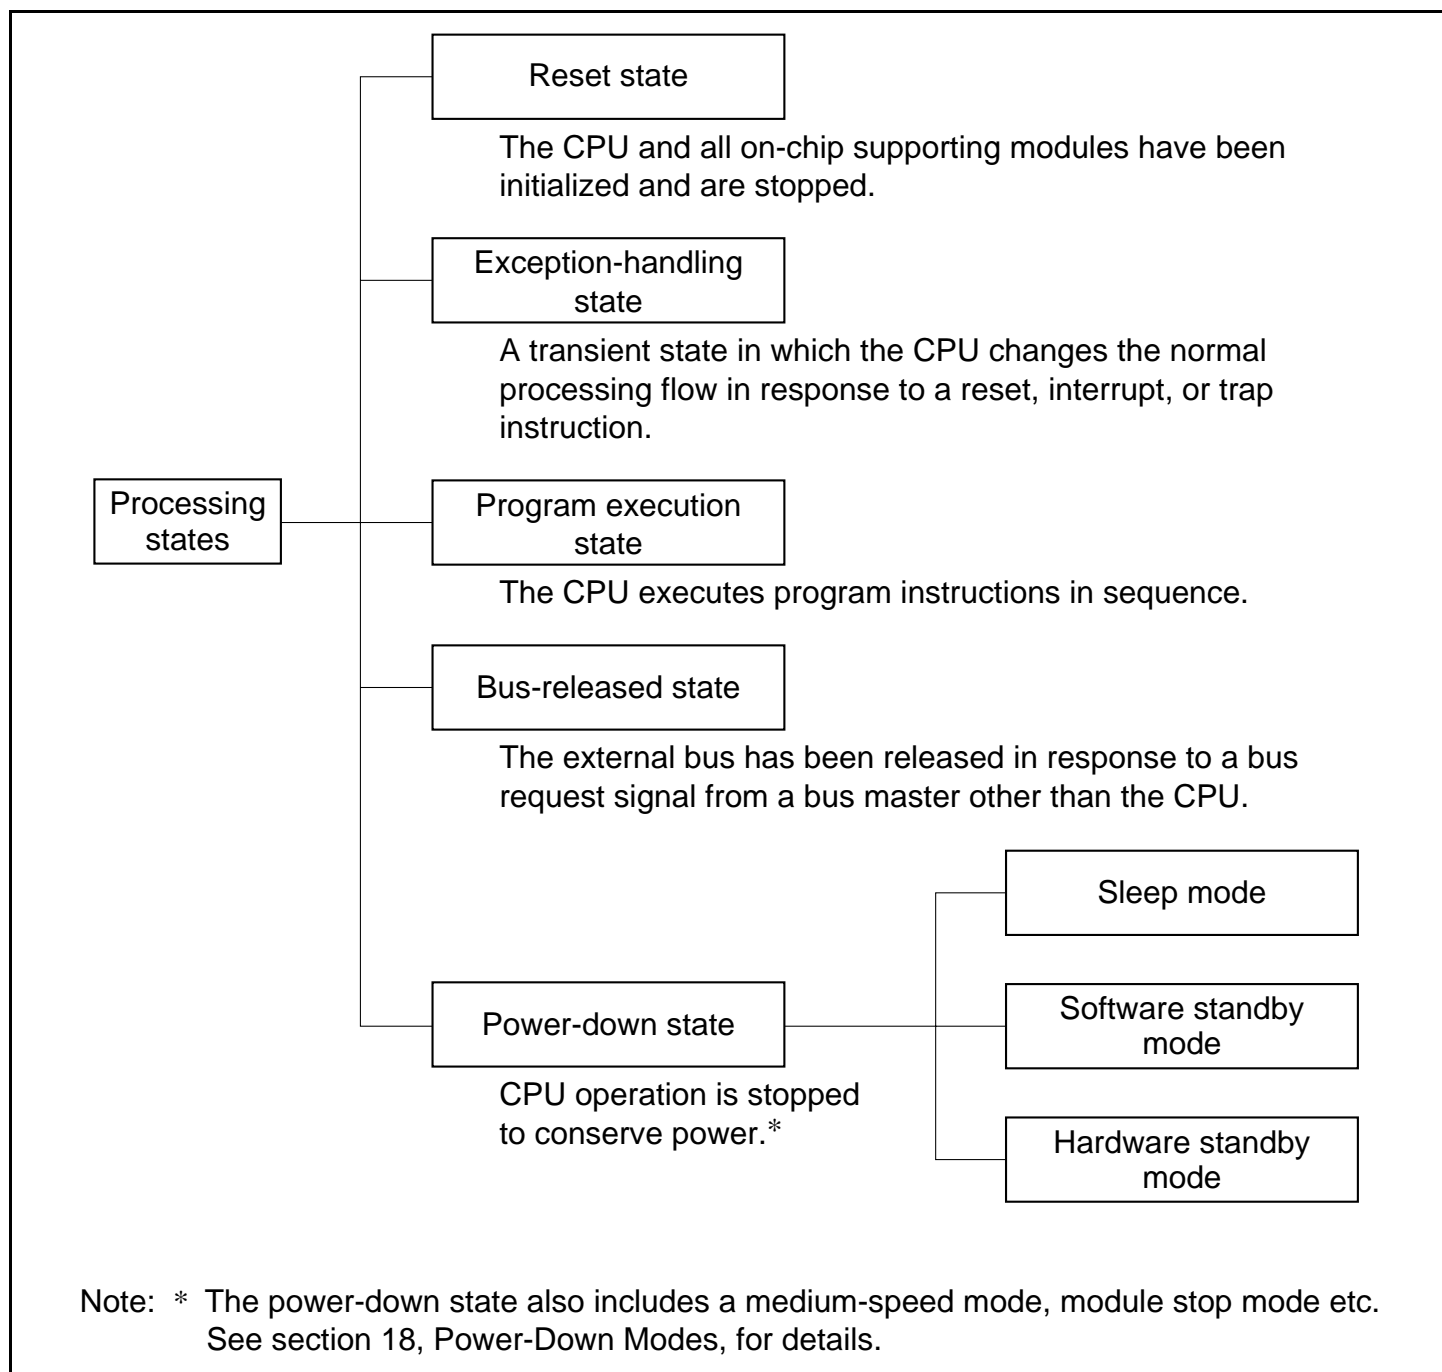 Reset state
The CPU and all on-chip supporting modules have been
initialized and are stopped.
Exception-handling
state
A transient state in which the CPU changes the normal
processing flow in response to a reset, interrupt, or trap
instruction.
Processing
states
Program execution
state
The CPU executes program instructions in sequence.
Bus-released state
The external bus has been released in response to a bus
request signal from a bus master other than the CPU.
Sleep mode
Power-down state
CPU operation is stopped
to conserve power.*
Software standby
mode
Hardware standby
mode
Note: * The power-down state also includes a medium-speed mode, module stop mode etc.
See section 18, Power-Down Modes, for details.